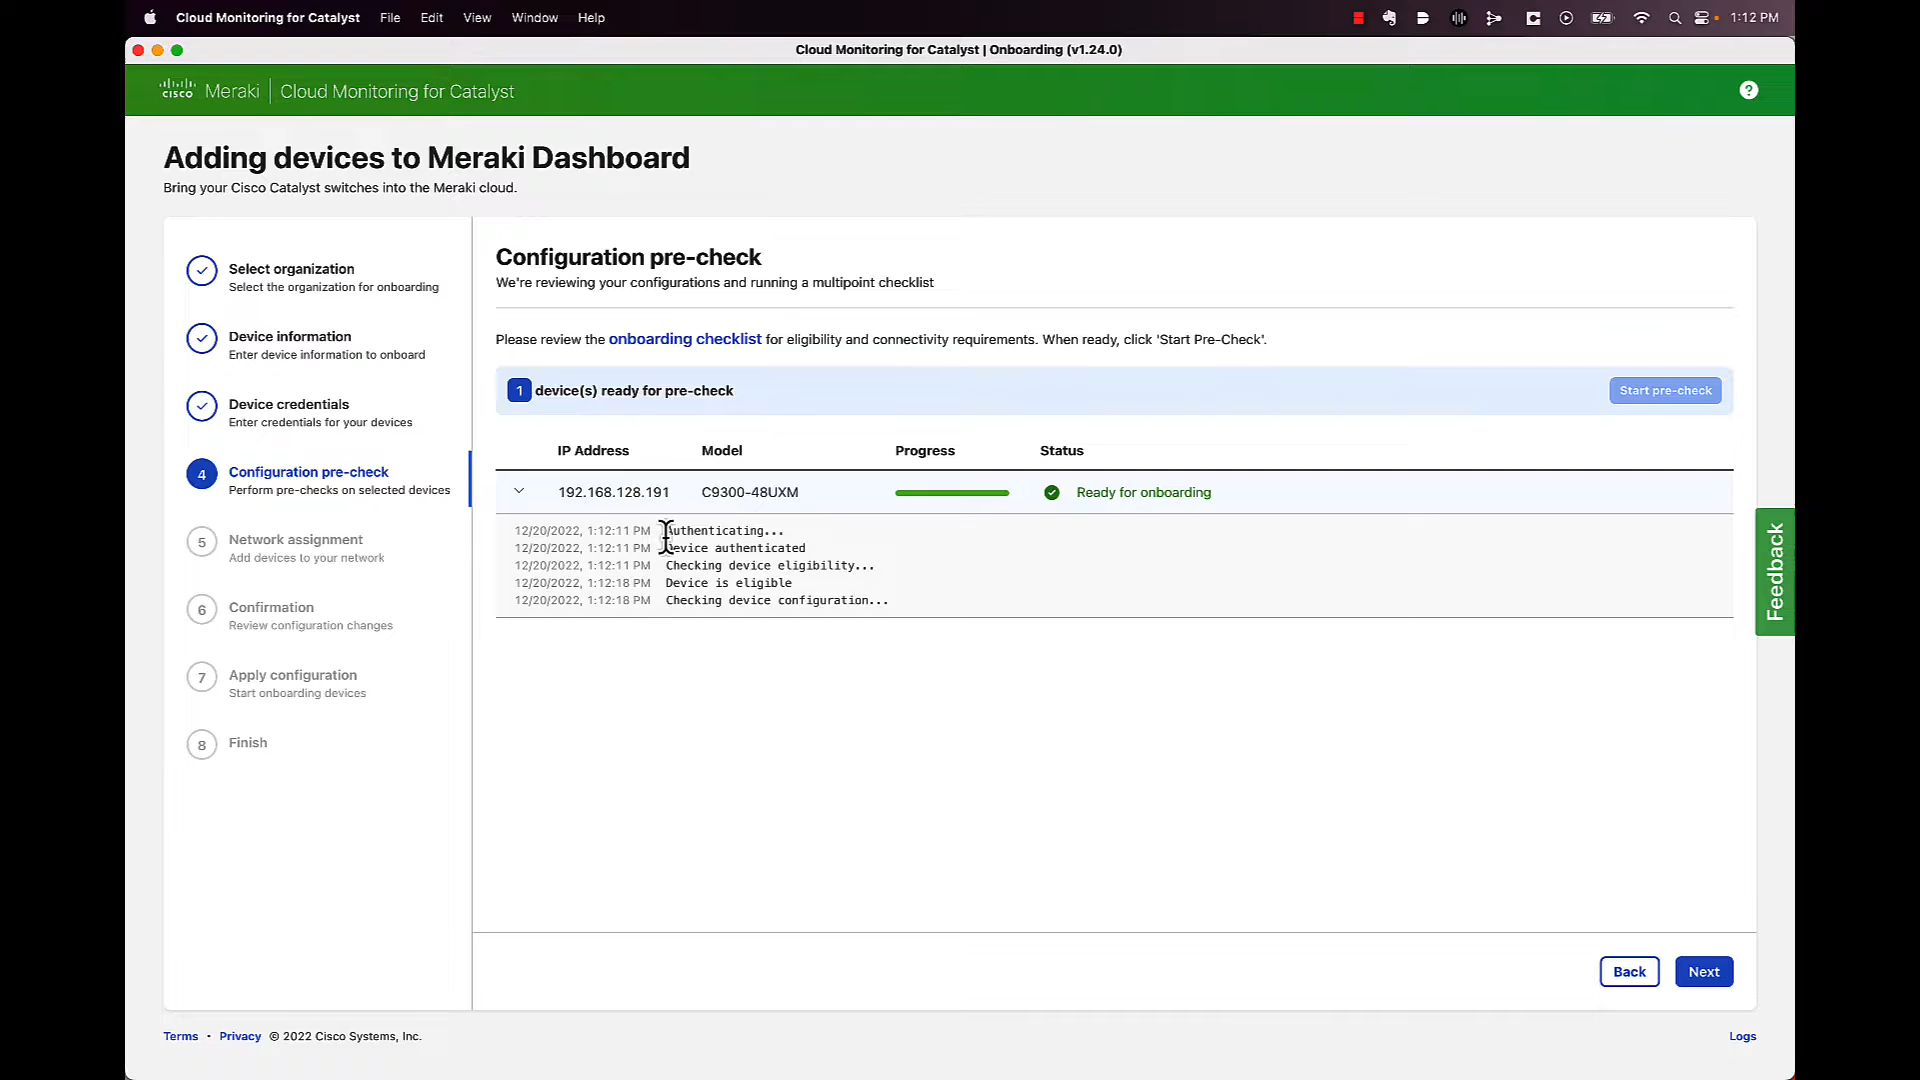 Cloud Monitoring for Catalyst File Edit View Window Help 1:12 PM
Cloud Monitoring for Catalyst | Onboarding (v1.24.0)
CISCO Meraki | Cloud Monitoring for Catalyst ?
Adding devices to Meraki Dashboard
Bring your Cisco Catalyst switches into the Meraki cloud.
Select organization
Select the organization for onboarding
Device information
Enter device information to onboard
Device credentials
Enter credentials for your devices
4 Configuration pre-check
Perform pre-checks on selected devices
5 Network assignment
Add devices to your network
6 Confirmation
Review configuration changes
7 Apply configuration
Start onboarding devices
8 Finish
Configuration pre-check
We're reviewing your configurations and running a multipoint checklist
Please review the onboarding checklist for eligibility and connectivity requirements. When ready, click 'Start Pre-Check'.
1 device(s) ready for pre-check Start pre-check
IP Address Model Progress Status
192.168.128.191 C9300-48UXM Ready for onboarding
12/20/2022, 1:12:11 PM Authenticating...
12/20/2022, 1:12:11 PM Device authenticated
12/20/2022, 1:12:11 PM Checking device eligibility...
12/20/2022, 1:12:18 PM Device is eligible
12/20/2022, 1:12:18 PM Checking device configuration...
Feedback
Back Next
Terms • Privacy © 2022 Cisco Systems, Inc. Logs